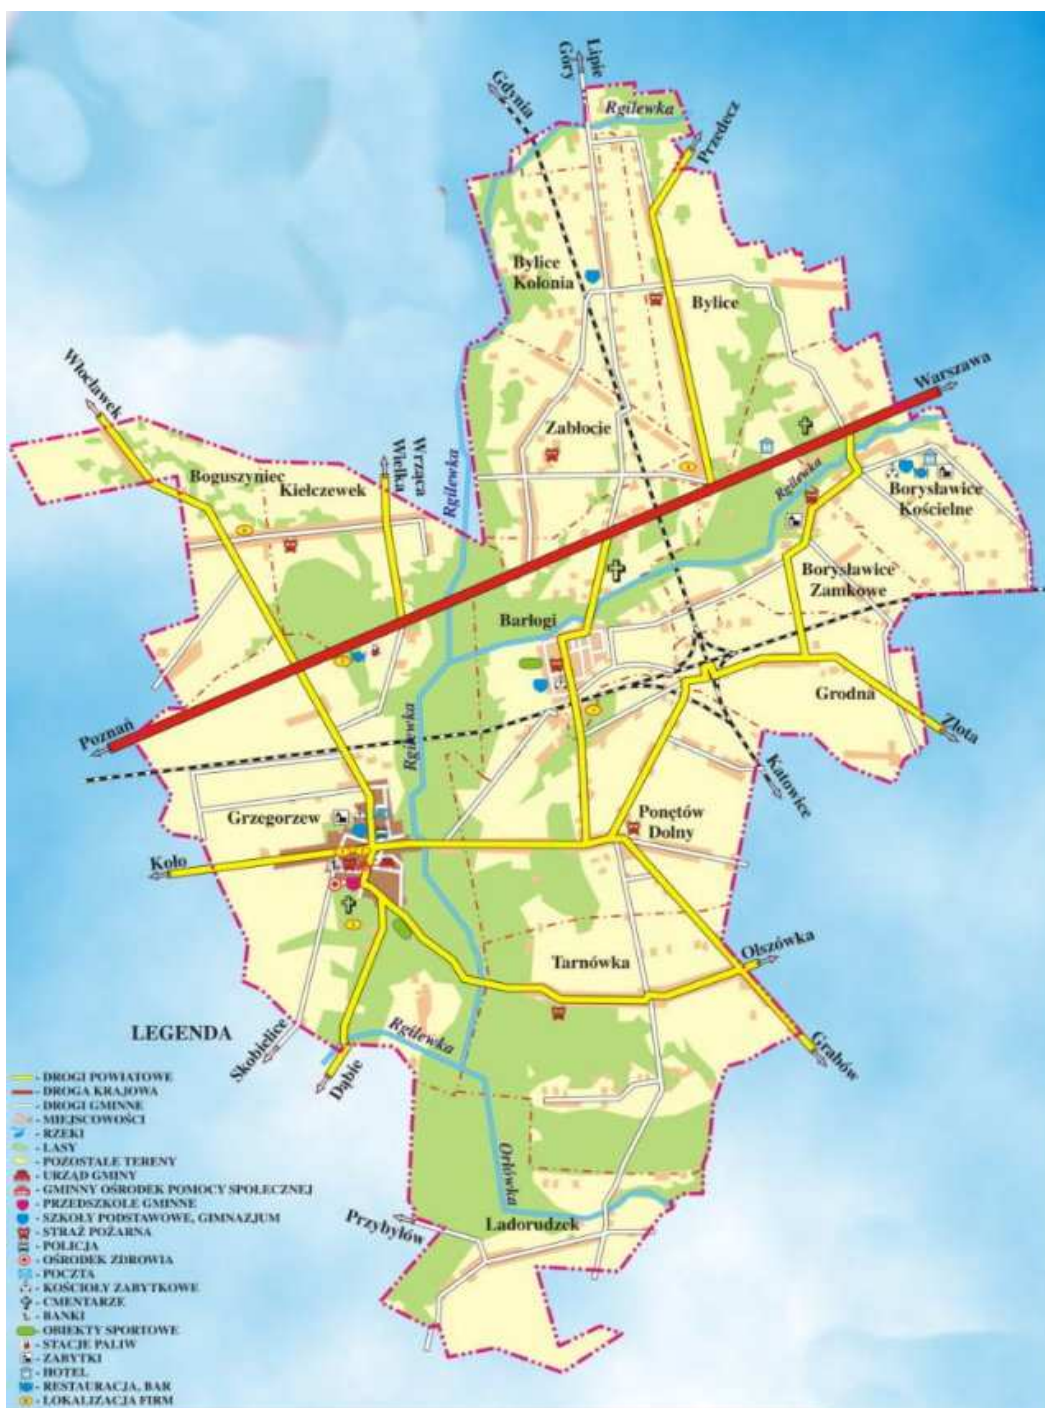 Lipie
Góry
Gdynia
Rgilewka
Przedecz
Bylice
Kolonia
Bylice
Warszawa
Włocławek
Zabłocie
Wrząca
Wielka
Boguszyniec
Kiełczewek
Rgilewka
Rgilewka
Borysławice
Kościelne
Borysławice
Zamkowe
Barłogi
Grodna
Poznań
Rgilewka
Złota
Katowice
Grzegorzew
Ponętów
Dolny
Koło
Olszówka
Tarnówka
Rgilewka
Grabów
Skobielice
Dąbie
Orłówka
Przybyłów
Ladorudzek
LEGENDA
- DROGI POWIATOWE
- DROGA KRAJOWA
- DROGI GMINNE
- MIEJSCOWOŚCI
- RZEKI
- LASY
- POZOSTAŁE TERENY
- URZĄD GMINY
- GMINNY OŚRODEK POMOCY SPOŁECZNEJ
- PRZEDSZKOLE GMINNE
- SZKOŁY PODSTAWOWE, GIMNAZJUM
- STRAŻ POŻARNA
- POLICJA
- OŚRODEK ZDROWIA
- POCZTA
- KOŚCIOŁY ZABYTKOWE
- CMENTARZE
- BANKI
- OBIEKTY SPORTOWE
- STACJE PALIW
- ZABYTKI
- HOTEL
- RESTAURACJA, BAR
- LOKALIZACJA FIRM